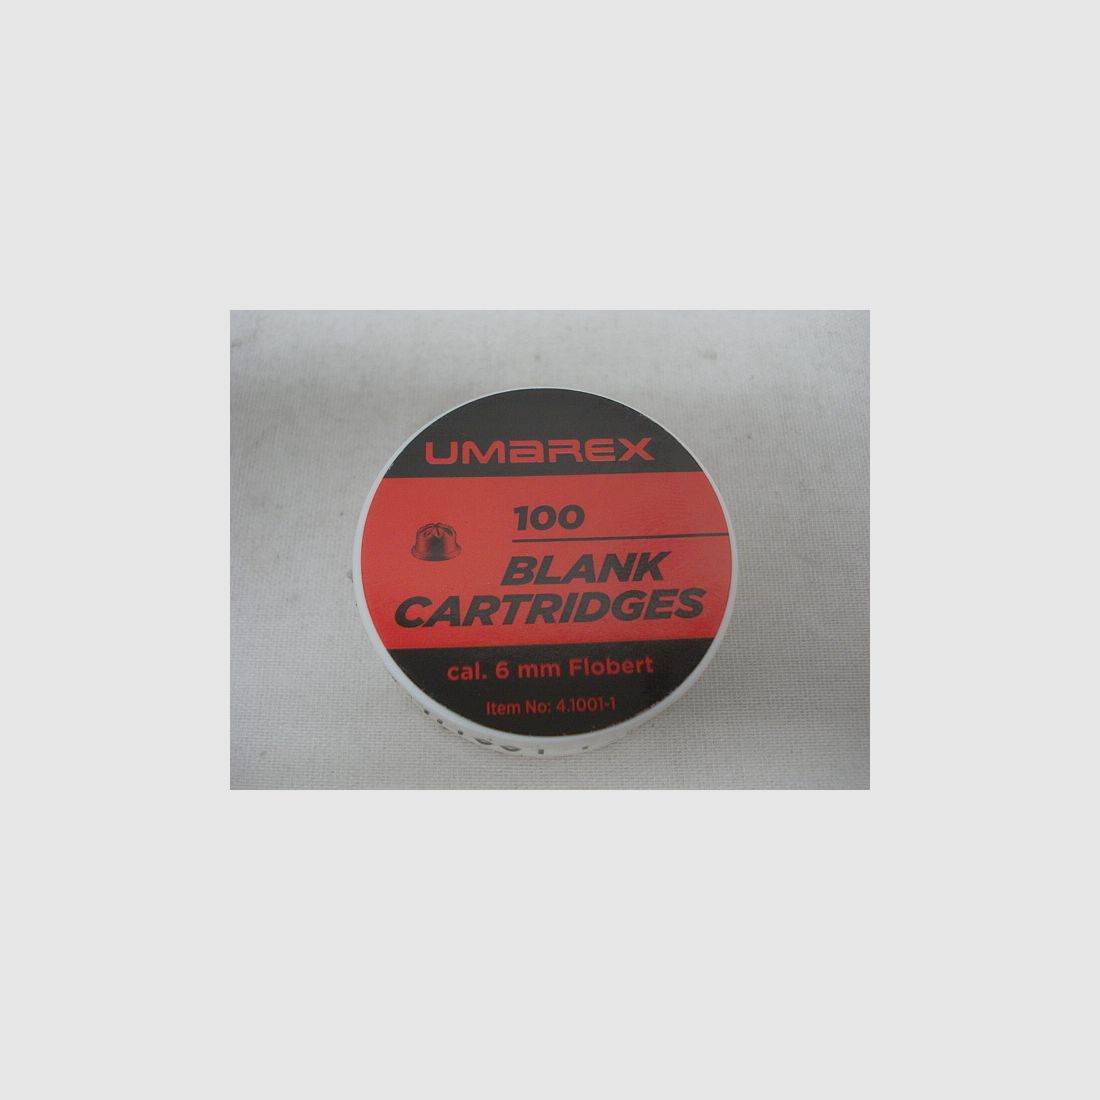 UMAREX
100
BLANK
CARTRIDGES
cal. 6 mm Flobert
Item No: 4.1001-1